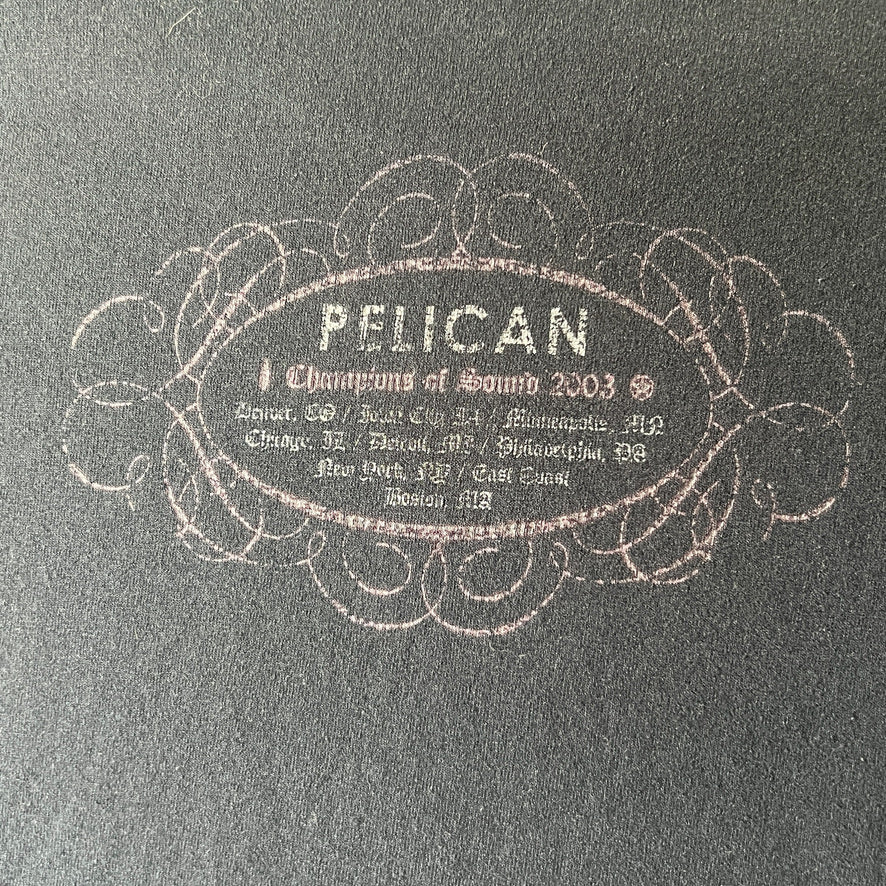 PELICAN
Champions of Sound 2003
Denver, CO / Iowa City IA / Minneapolis, MN
Chicago, IL / Detroit, MI / Philadelphia, PA
New York, NY / East Coast
Boston, MA